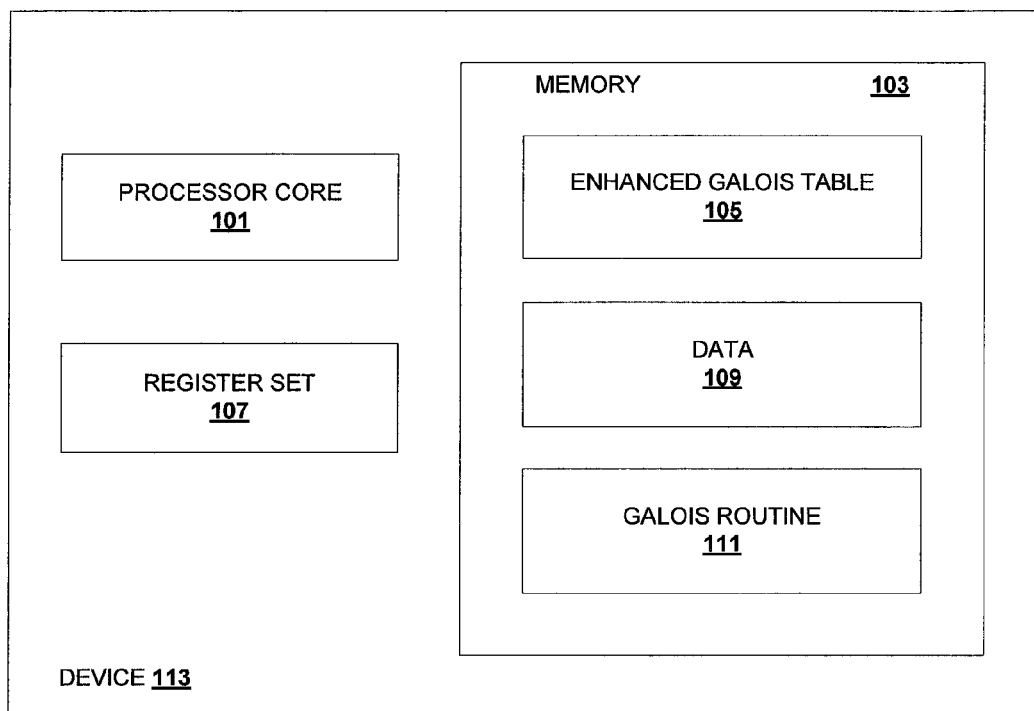 MEMORY 103
PROCESSOR CORE
101
ENHANCED GALOIS TABLE
105
REGISTER SET
107
DATA
109
GALOIS ROUTINE
111
DEVICE 113